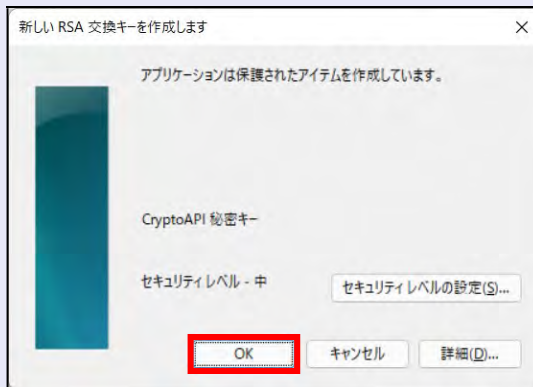 新しい RSA 交換キーを作成します
アプリケーションは保護されたアイテムを作成しています。
CryptoAPI 秘密キー
セキュリティ レベル - 中
セキュリティ レベルの設定(S)...
OK
キャンセル
詳細(D)...